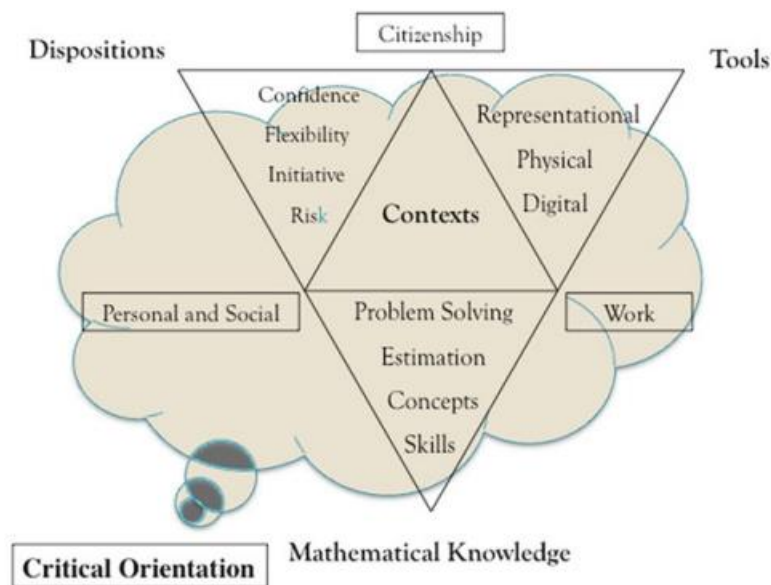 Citizenship
Dispositions
Tools
Confidence
Flexibility
Initiative
Risk
Representational
Physical
Digital
Contexts
Personal and Social
Work
Problem Solving
Estimation
Concepts
Skills
Critical Orientation
Mathematical Knowledge